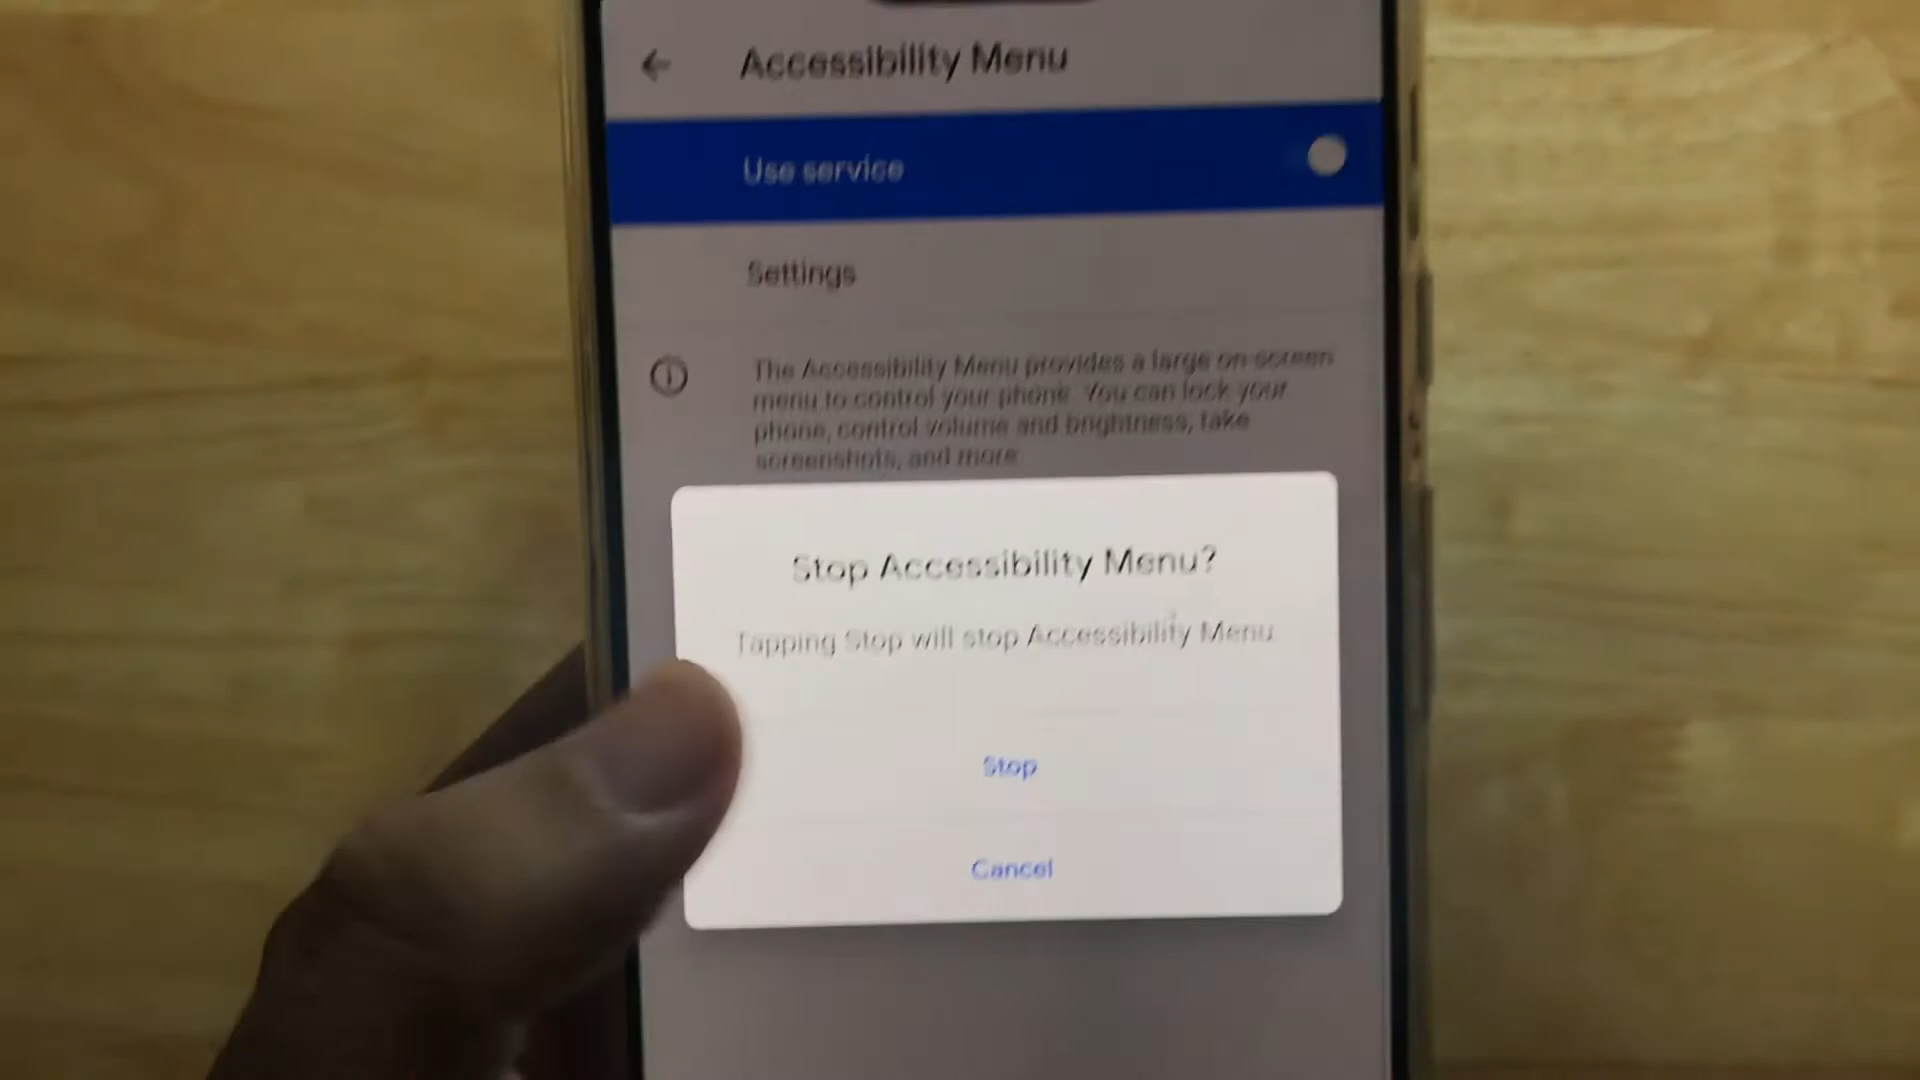 Accessibility Menu
Use service
Settings
The Accessibility Menu provides a large on-screen
menu to control your phone. You can lock your
phone, control volume and brightness, take
screenshots, and more
Stop Accessibility Menu?
Tapping Stop will stop Accessibility Menu
Stop
Cancel